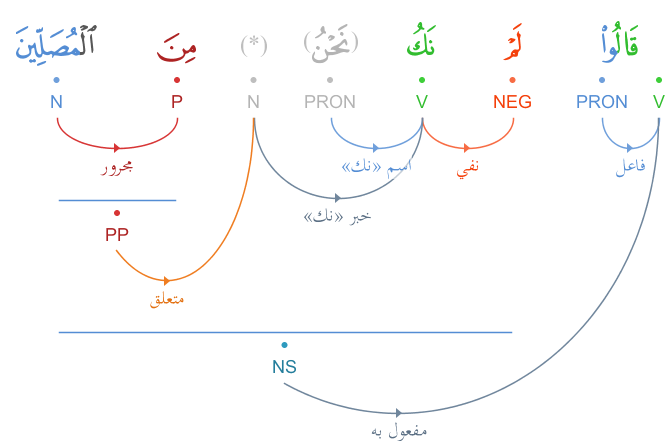 قَالُوا۟ لَمْ نَكُ (نَحْنُ) (*) مِنَ ٱلْمُصَلِّينَ
V PRON NEG V PRON N P N
فاعل نفي اسم «نك» مجرور
خبر «نك»
PP
متعلق
NS
مفعول به